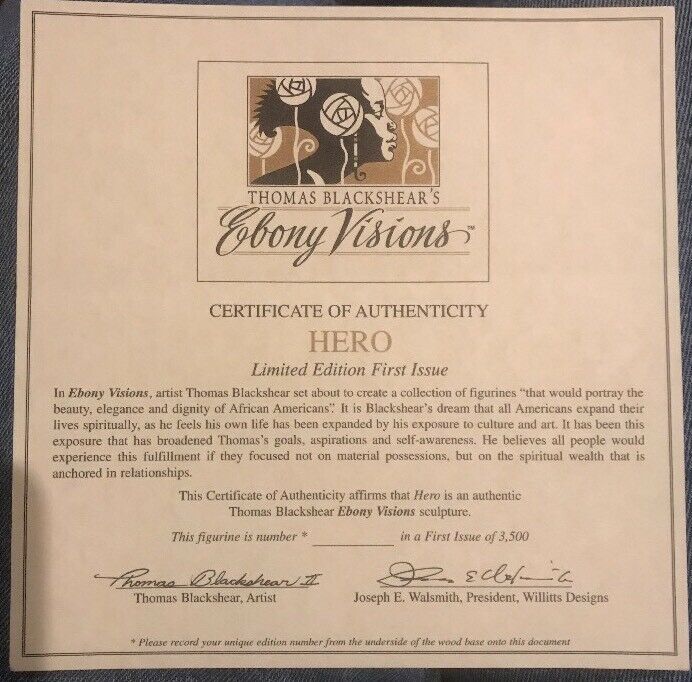 THOMAS BLACKSHEAR'S
Ebony Visions™
CERTIFICATE OF AUTHENTICITY
HERO
Limited Edition First Issue
In Ebony Visions, artist Thomas Blackshear set about to create a collection of figurines “that would portray the
beauty, elegance and dignity of African Americans”. It is Blackshear's dream that all Americans expand their
lives spiritually, as he feels his own life has been expanded by his exposure to culture and art. It has been this
exposure that has broadened Thomas's goals, aspirations and self-awareness. He believes all people would
experience this fulfillment if they focused not on material possessions, but on the spiritual wealth that is
anchored in relationships.
This Certificate of Authenticity affirms that Hero is an authentic
Thomas Blackshear Ebony Visions sculpture.
This figurine is number * ____________ in a First Issue of 3,500
Thomas Blackshear II
Thomas Blackshear, Artist
Joseph E. Walsmith, President, Willitts Designs
* Please record your unique edition number from the underside of the wood base onto this document